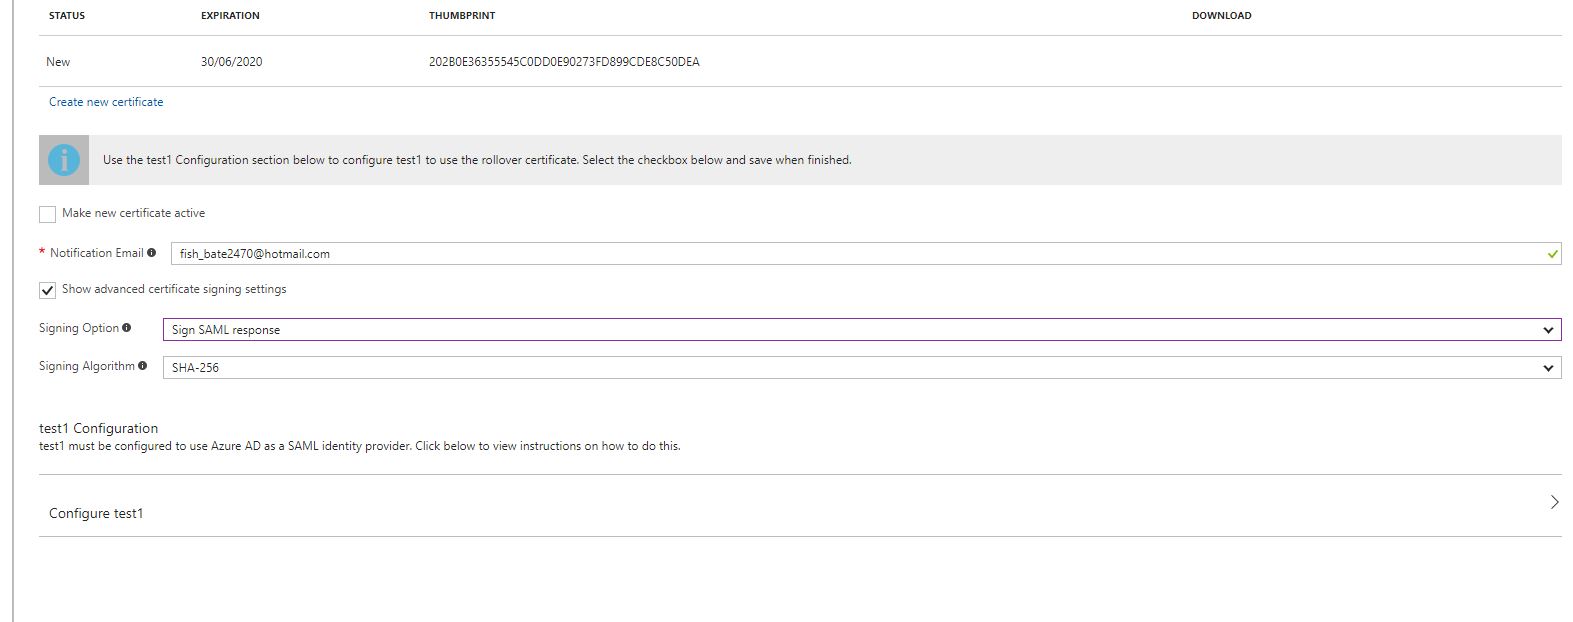 STATUS EXPIRATION THUMBPRINT DOWNLOAD
New 30/06/2020 202B0E36355545C0DD0E90273FD899CDE8C50DEA
Create new certificate
Use the test1 Configuration section below to configure test1 to use the rollover certificate. Select the checkbox below and save when finished.
Make new certificate active
* Notification Email fish_bate2470@hotmail.com
Show advanced certificate signing settings
Signing Option Sign SAML response
Signing Algorithm SHA-256
test1 Configuration
test1 must be configured to use Azure AD as a SAML identity provider. Click below to view instructions on how to do this.
Configure test1